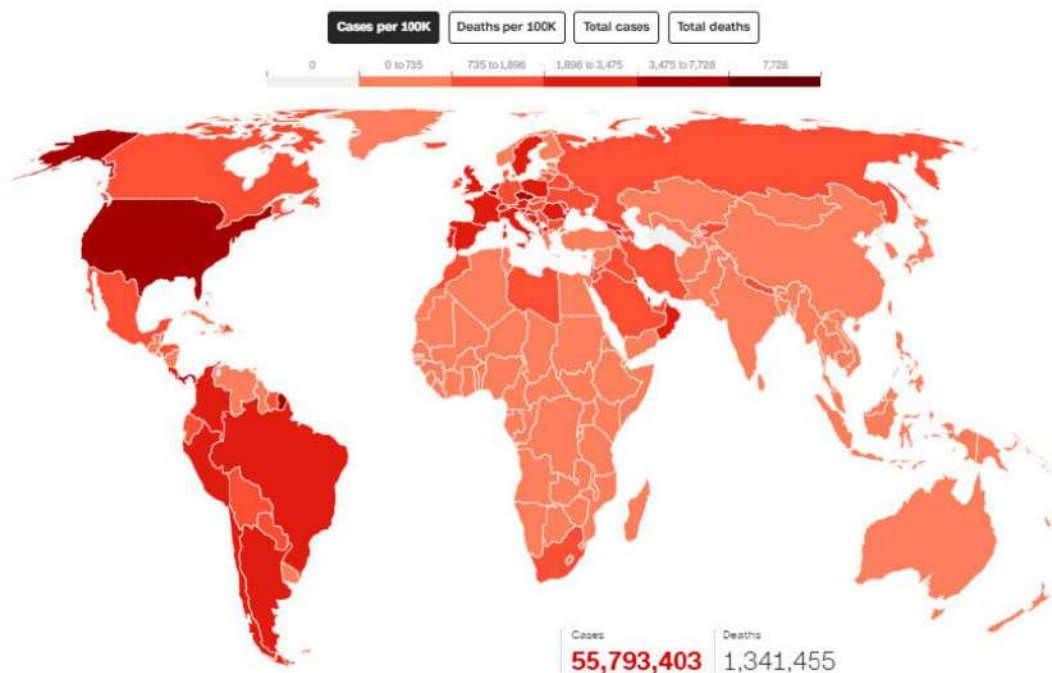 Cases per 100K Deaths per 100K Total cases Total deaths
0 0 to 735 735 to 1,896 1,896 to 3,475 3,475 to 7,728 7,728
Cases Deaths
55,793,403 1,341,455